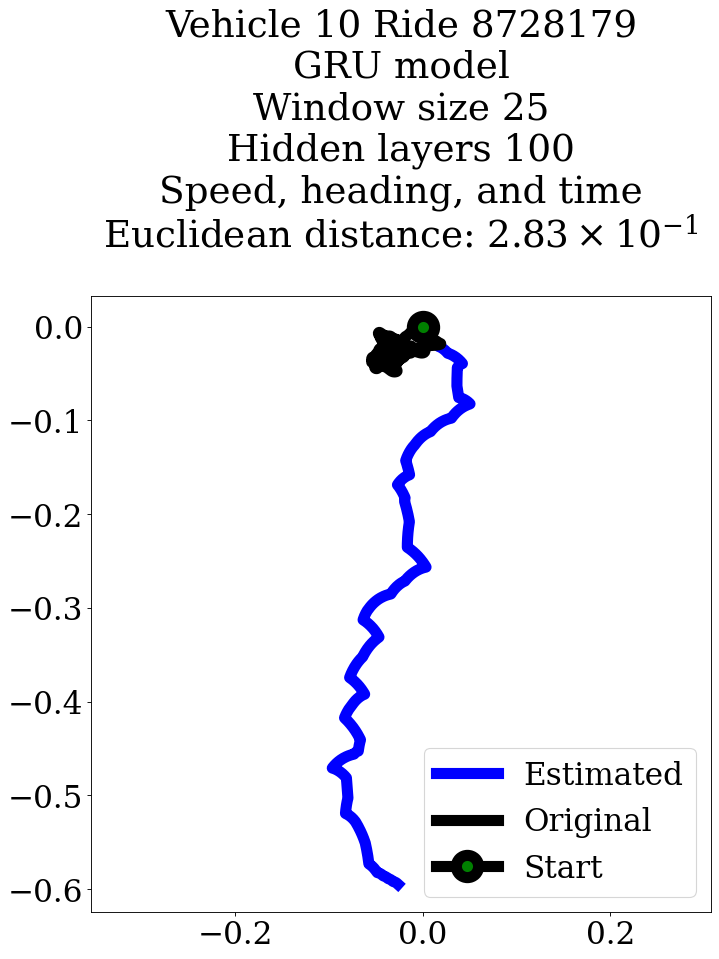 Vehicle 10 Ride 8728179
GRU model
Window size 25
Hidden layers 100
Speed, heading, and time
Euclidean distance: 2.83 × 10⁻¹
0.0
−0.1
−0.2
−0.3
−0.4
−0.5
−0.6
Estimated
Original
Start
−0.2
0.0
0.2